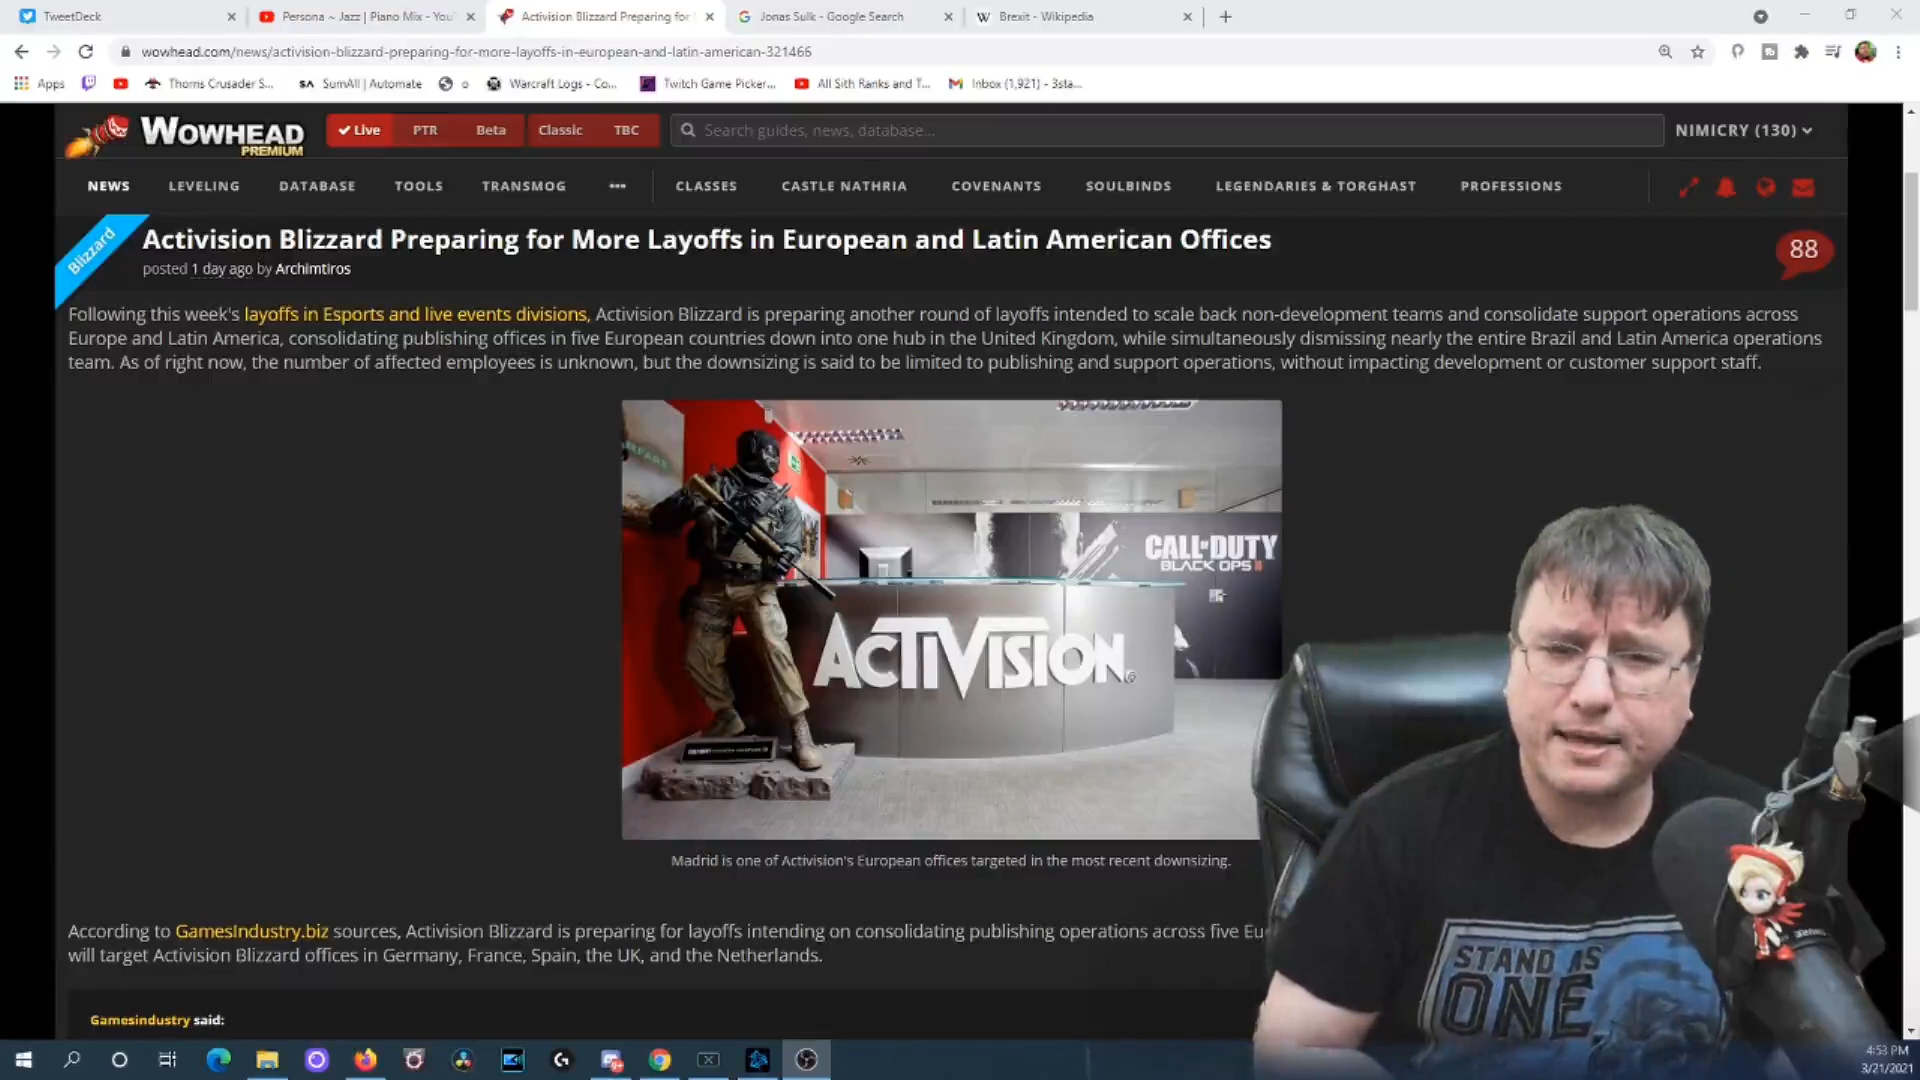 TweetDeck
Persona ~ Jazz | Piano Mix - You
Activision Blizzard Preparing for
Jonas Sulk - Google Search
Brexit - Wikipedia
wowhead.com/news/activision-blizzard-preparing-for-more-layoffs-in-european-and-latin-american-321466
Apps
Thorns Crusader S...
SumAll | Automate
Warcraft Logs - Co...
Twitch Game Picker...
All Sith Ranks and T...
Inbox (1,921) - 3sta...
WOWHEAD
PREMIUM
Live
PTR
Beta
Classic
TBC
Search guides, news, database...
NIMICRY (130)
NEWS
LEVELING
DATABASE
TOOLS
TRANSMOG
CLASSES
CASTLE NATHRIA
COVENANTS
SOULBINDS
LEGENDARIES & TORGHAST
PROFESSIONS
Blizzard
Activision Blizzard Preparing for More Layoffs in European and Latin American Offices
88
posted 1 day ago by Archimtiros
Following this week's layoffs in Esports and live events divisions, Activision Blizzard is preparing another round of layoffs intended to scale back non-development teams and consolidate support operations across
Europe and Latin America, consolidating publishing offices in five European countries down into one hub in the United Kingdom, while simultaneously dismissing nearly the entire Brazil and Latin America operations
team. As of right now, the number of affected employees is unknown, but the downsizing is said to be limited to publishing and support operations, without impacting development or customer support staff.
CALL OF DUTY
BLACK OPS II
ACTIVISION
Madrid is one of Activision's European offices targeted in the most recent downsizing.
According to GamesIndustry.biz sources, Activision Blizzard is preparing for layoffs intending on consolidating publishing operations across five Eu
will target Activision Blizzard offices in Germany, France, Spain, the UK, and the Netherlands.
STAND AS
ONE
Gamesindustry said:
4:53 PM
3/21/2021